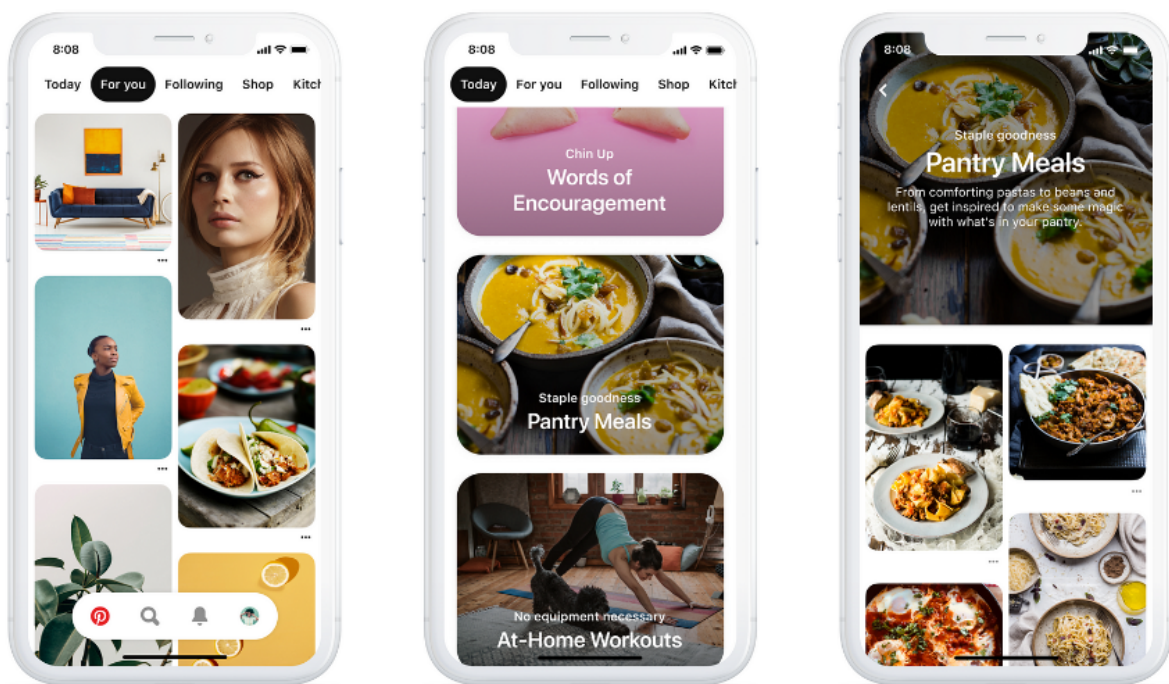 8:08
Today For you Following Shop Kitch
8:08
Today For you Following Shop Kitch
Chin Up
Words of
Encouragement
Staple goodness
Pantry Meals
No equipment necessary
At-Home Workouts
8:08
Staple goodness
Pantry Meals
From comforting pastas to beans and
lentils, get inspired to make some magic
with what's in your pantry.